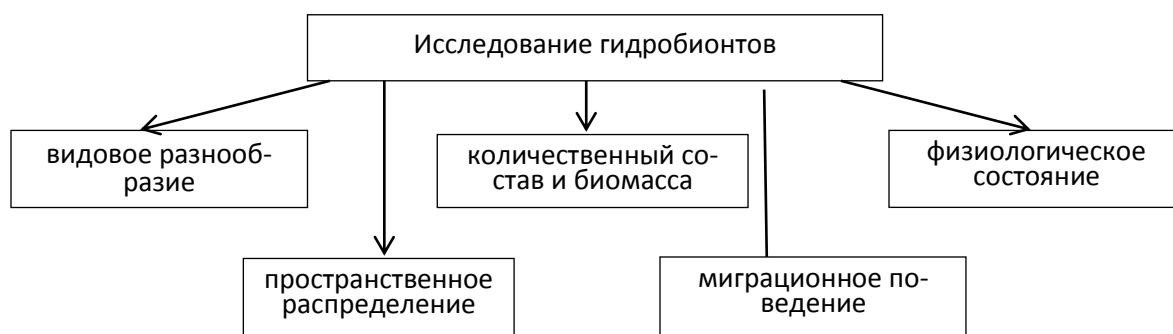 Исследование гидробионтов
видовое разнооб-
разие
количественный со-
став и биомасса
физиологическое
состояние
пространственное
распределение
миграционное по-
ведение